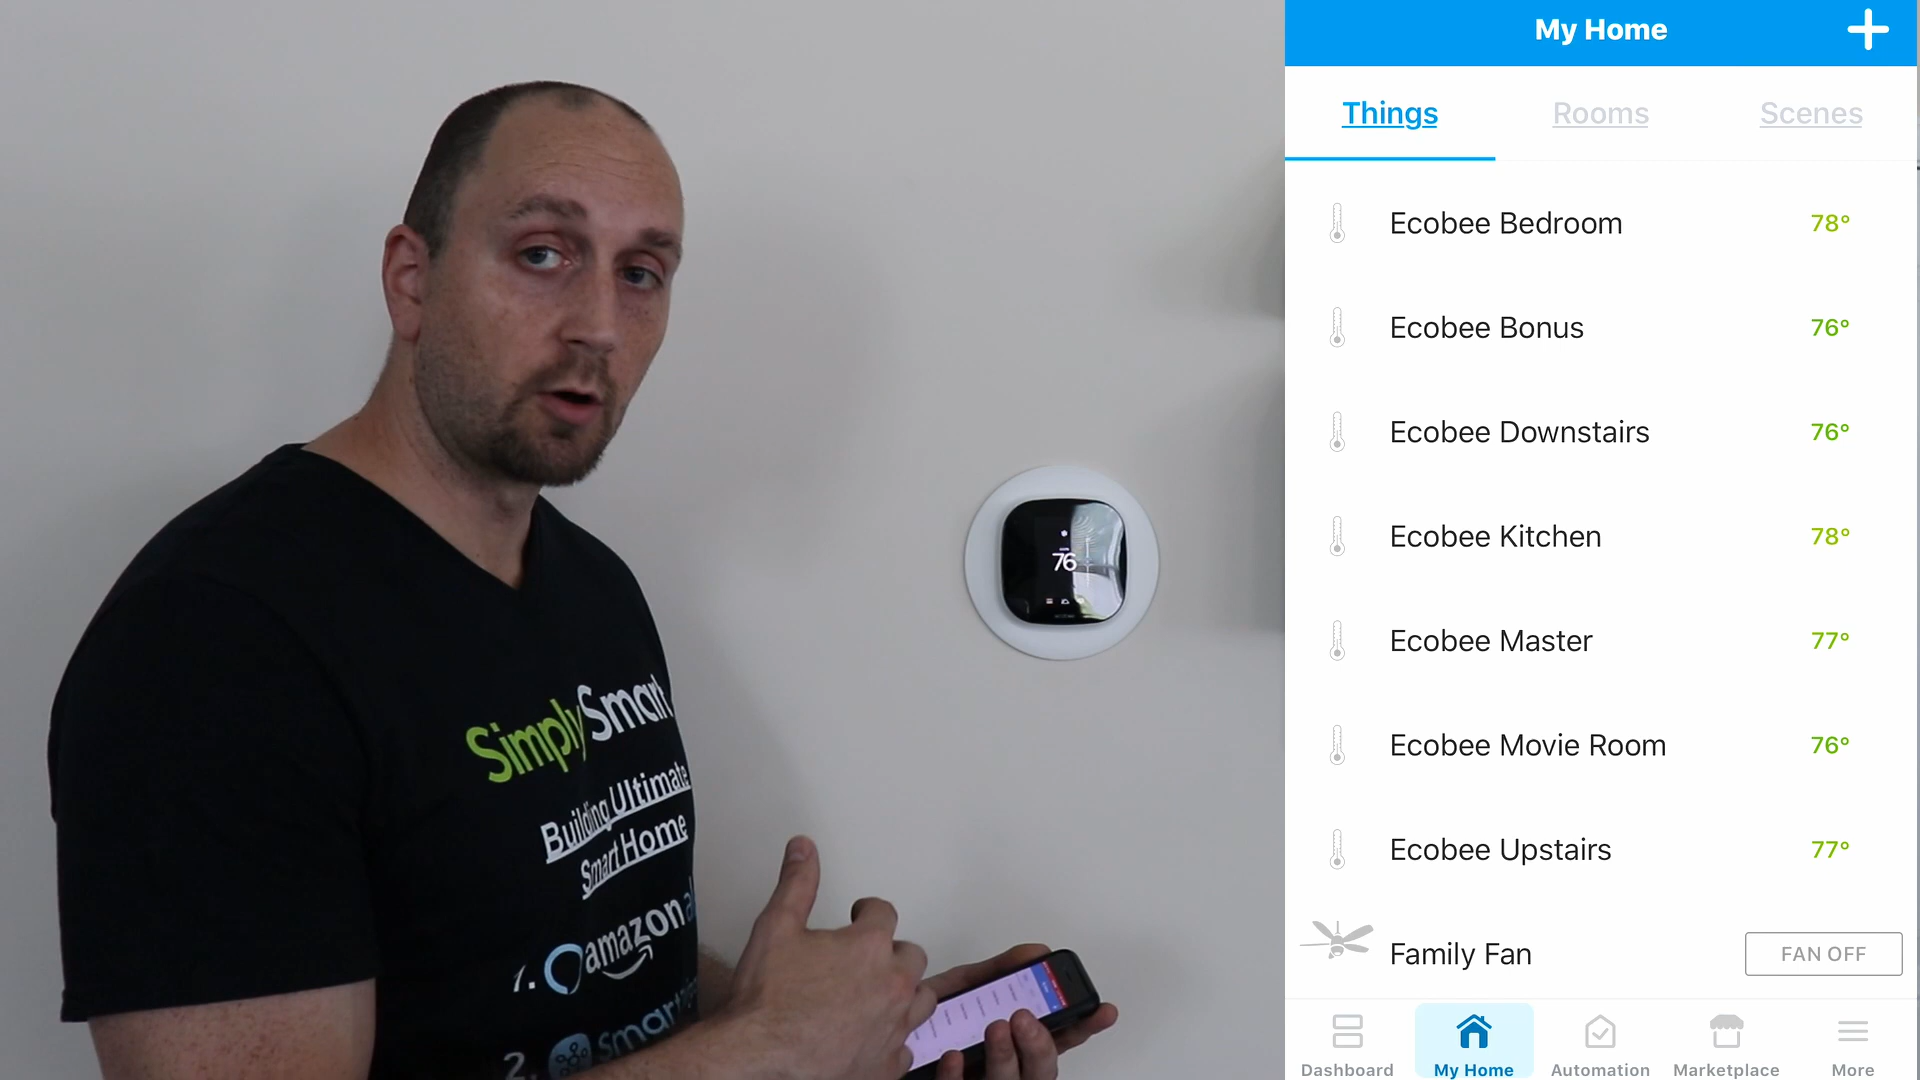 My Home
Things
Rooms
Scenes
Ecobee Bedroom 78°
Ecobee Bonus 76°
Ecobee Downstairs 76°
Ecobee Kitchen 78°
Ecobee Master 77°
Ecobee Movie Room 76°
Ecobee Upstairs 77°
Family Fan FAN OFF
Dashboard
My Home
Automation
Marketplace
More
76
SimplySmart
Building Ultimate
Smart Home
1. amazon
2.